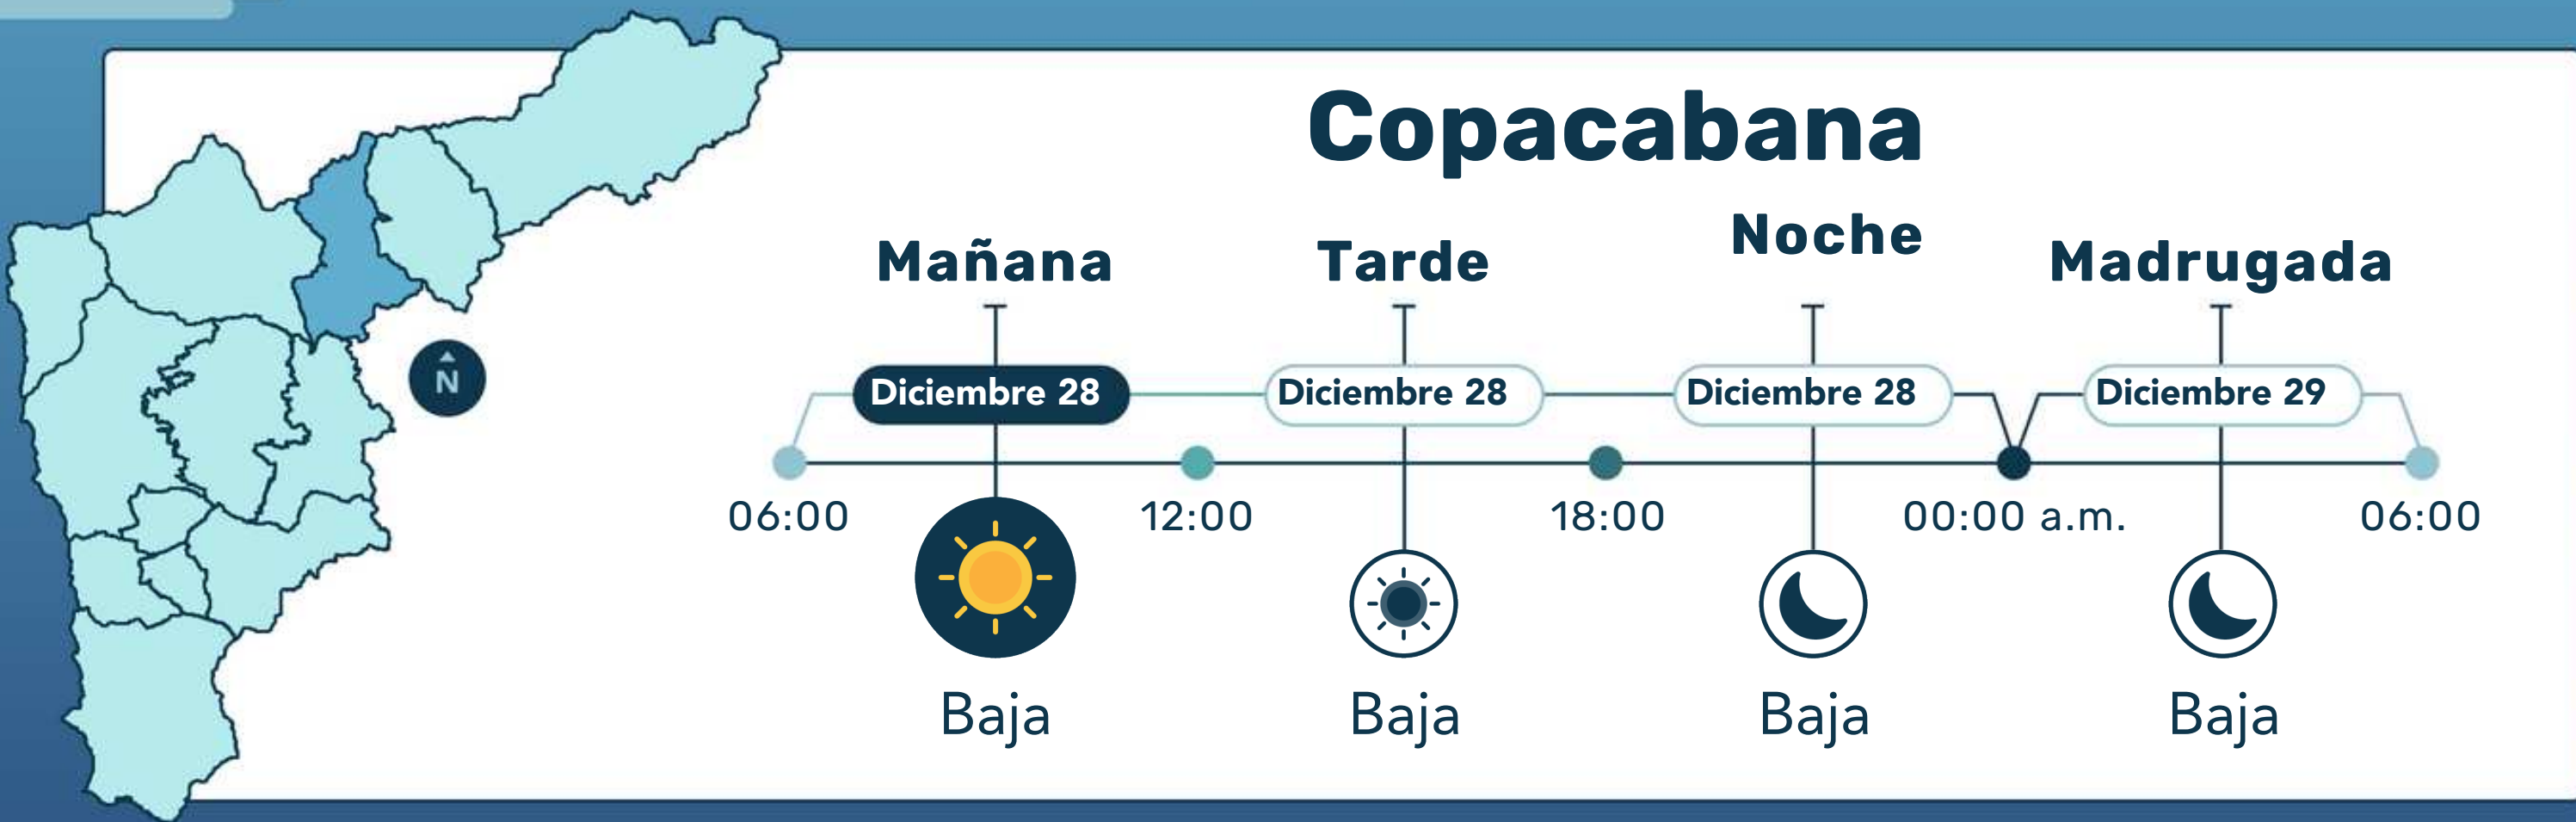 Copacabana
Mañana
Tarde
Noche
Madrugada
Diciembre 28
Diciembre 28
Diciembre 28
Diciembre 29
N
06:00
12:00
18:00
00:00 a.m.
06:00
Baja
Baja
Baja
Baja